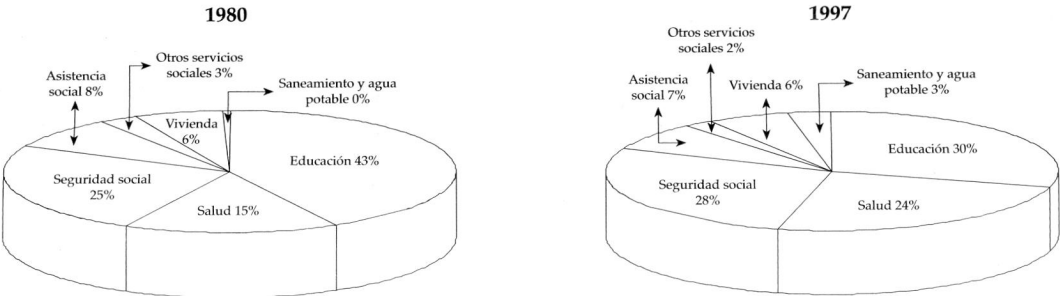 1980
Otros servicios
sociales 3%
Asistencia
social 8%
Saneamiento y agua
potable 0%
Vivienda
6%
Educación 43%
Seguridad social
25%
Salud 15%
1997
Otros servicios
sociales 2%
Asistencia
social 7%
Vivienda 6%
Saneamiento y agua
potable 3%
Educación 30%
Seguridad social
28%
Salud 24%